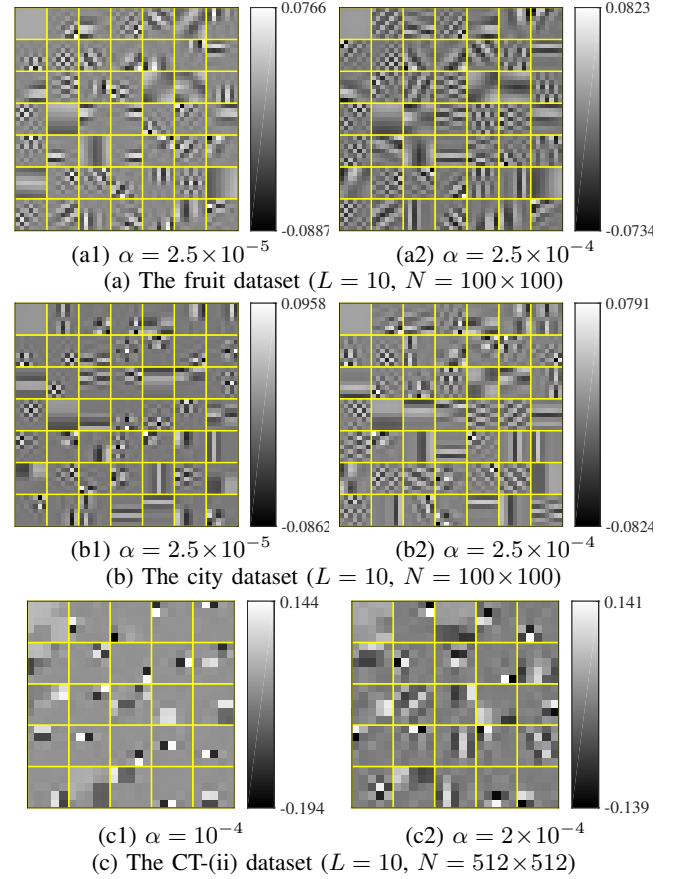 0.0766 0.0823
-0.0887 -0.0734
(a1) α = 2.5×10⁻⁵ (a2) α = 2.5×10⁻⁴
(a) The fruit dataset (L = 10, N = 100×100)
0.0958 0.0791
-0.0862 -0.0824
(b1) α = 2.5×10⁻⁵ (b2) α = 2.5×10⁻⁴
(b) The city dataset (L = 10, N = 100×100)
0.144 0.141
-0.194 -0.139
(c1) α = 10⁻⁴ (c2) α = 2×10⁻⁴
(c) The CT-(ii) dataset (L = 10, N = 512×512)